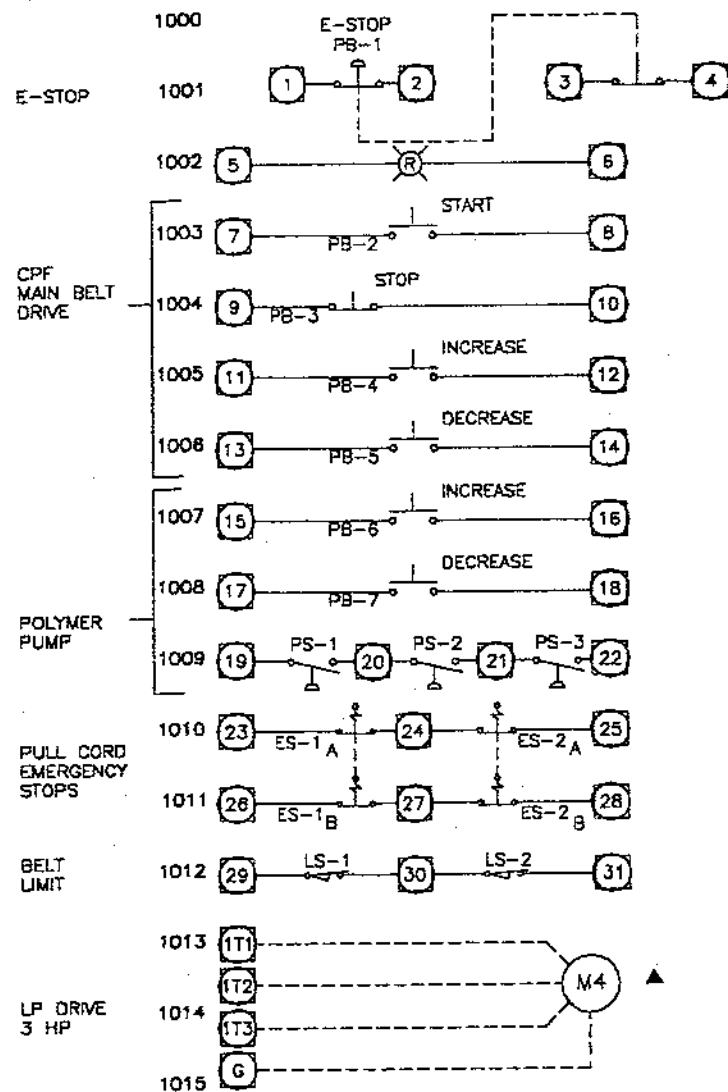 1000
E-STOP
PB-1
E-STOP 1001 1 2 3 4
1002 5 R 6
CPF
MAIN BELT
DRIVE
1003 7 PB-2 START 8
1004 9 PB-3 STOP 10
1005 11 PB-4 INCREASE 12
1006 13 PB-5 DECREASE 14
POLYMER
PUMP
1007 15 PB-6 INCREASE 16
1008 17 PB-7 DECREASE 18
1009 19 PS-1 20 PS-2 21 PS-3 22
PULL CORD
EMERGENCY
STOPS
1010 23 ES-1A 24 ES-2A 25
1011 26 ES-1B 27 ES-2B 28
BELT
LIMIT
1012 29 LS-1 30 LS-2 31
LP DRIVE
3 HP
1013 1T1
1T2 M4
1014
1T3
G
1015